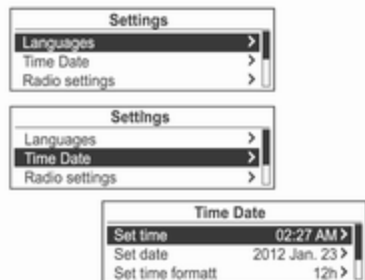 Settings
Languages >
Time Date >
Radio settings >
Settings
Languages >
Time Date >
Radio settings >
Time Date
Set time 02:27 AM >
Set date 2012 Jan. 23 >
Set time formatt 12h >